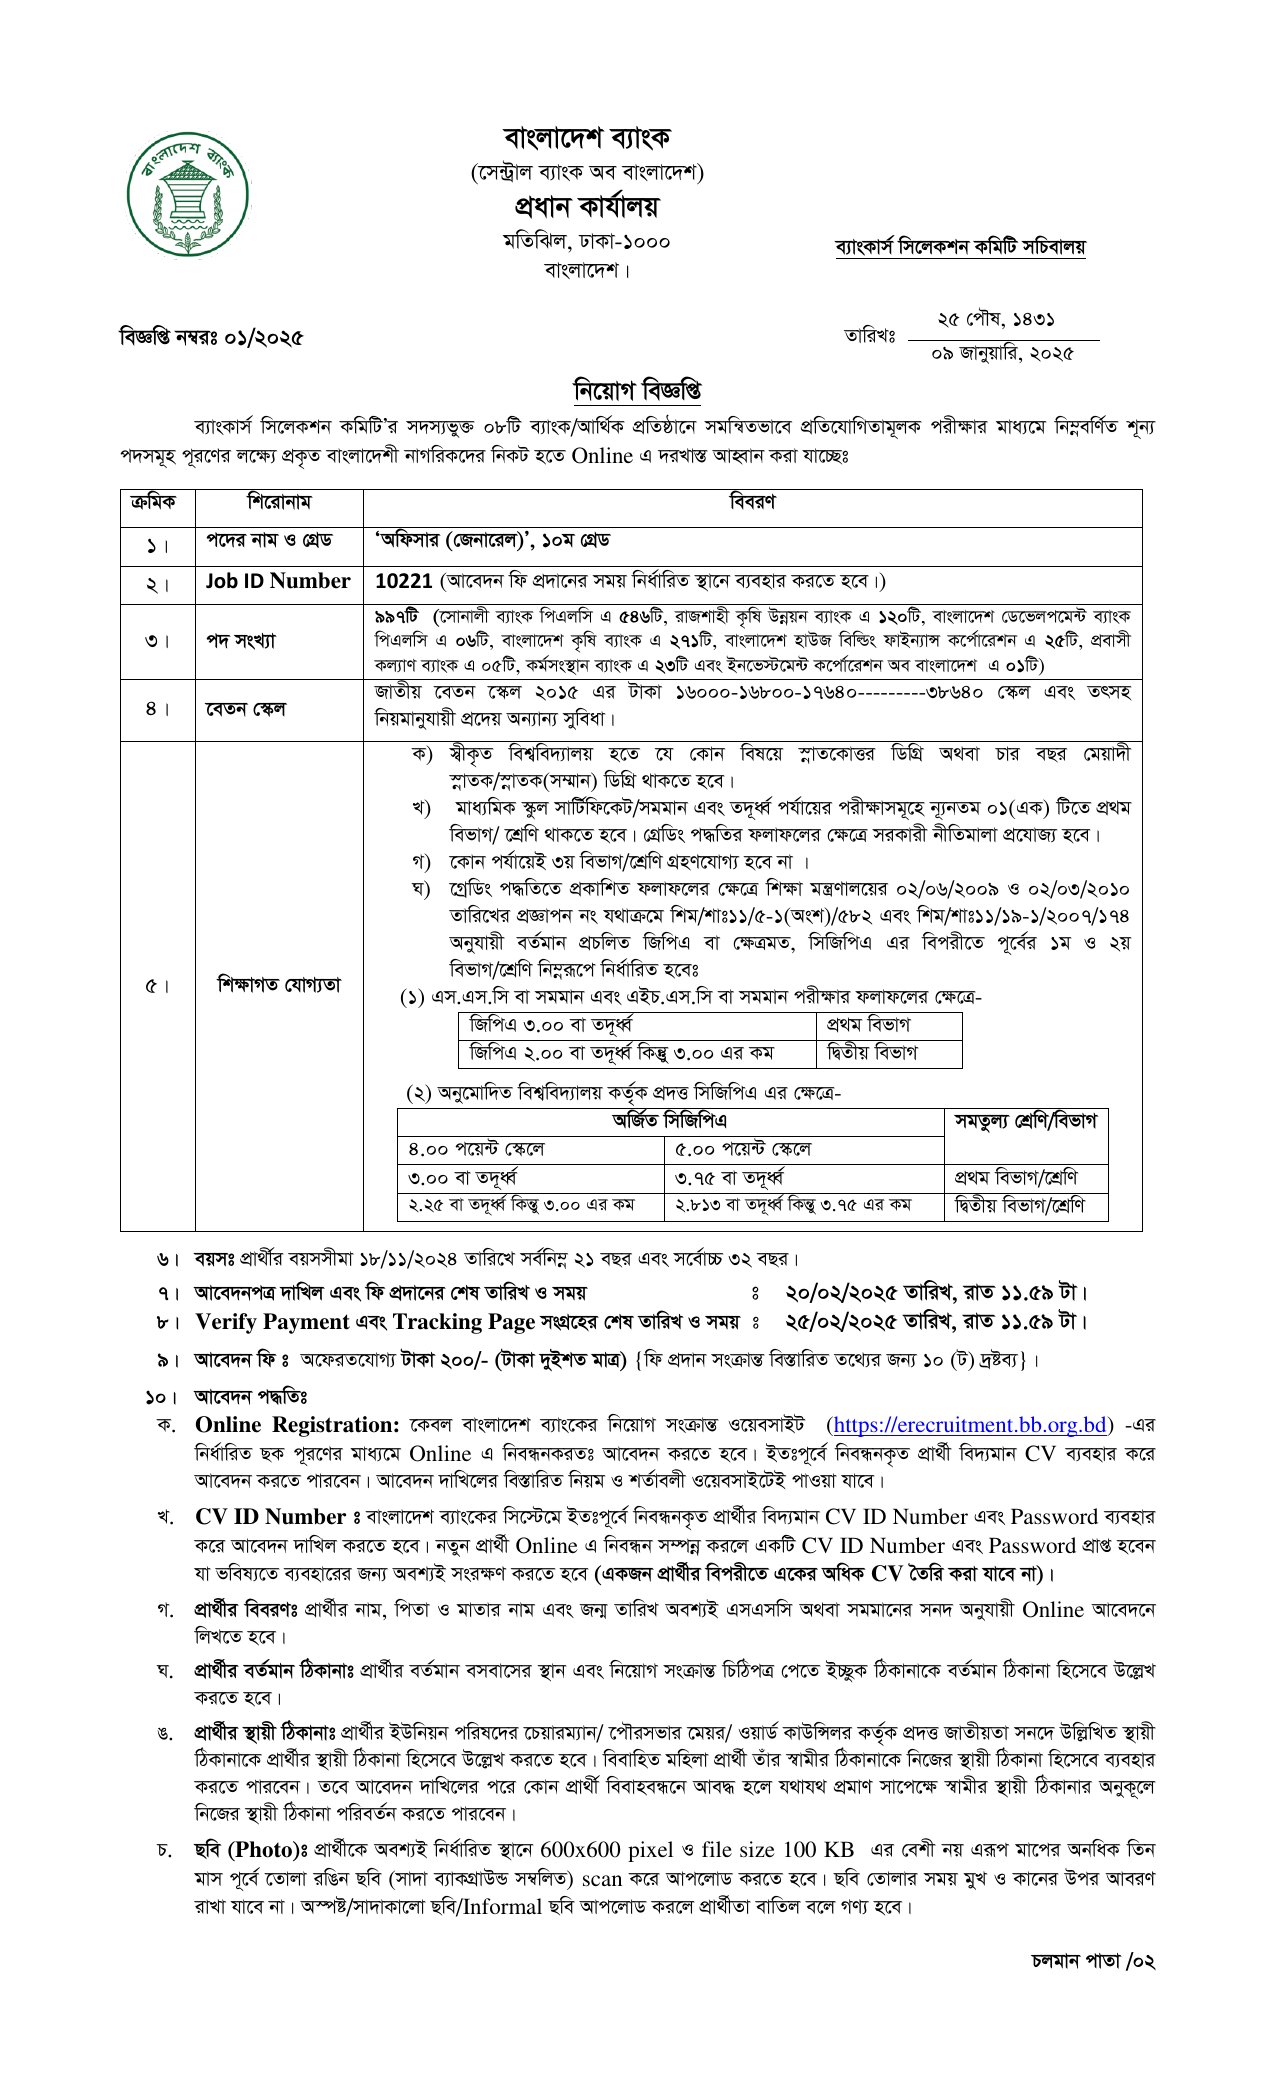 বাংলাদেশ ব্যাংক
বাংলাদেশ ব্যাংক
(সেন্ট্রাল ব্যাংক অব বাংলাদেশ)
প্রধান কার্যালয়
মতিঝিল, ঢাকা-১০০০
বাংলাদেশ।
ব্যাংকার্স সিলেকশন কমিটি সচিবালয়
বিজ্ঞপ্তি নম্বরঃ ০১/২০২৫
তারিখঃ
২৫ পৌষ, ১৪৩১
০৯ জানুয়ারি, ২০২৫
নিয়োগ বিজ্ঞপ্তি
ব্যাংকার্স সিলেকশন কমিটি’র সদস্যভুক্ত ০৮টি ব্যাংক/আর্থিক প্রতিষ্ঠানে সমন্বিতভাবে প্রতিযোগিতামূলক পরীক্ষার মাধ্যমে নিম্নবর্ণিত শূন্য
পদসমূহ পূরণের লক্ষ্যে প্রকৃত বাংলাদেশী নাগরিকদের নিকট হতে Online এ দরখাস্ত আহ্বান করা যাচ্ছেঃ
ক্রমিক শিরোনাম বিবরণ
১। পদের নাম ও গ্রেড ‘অফিসার (জেনারেল)’, ১০ম গ্রেড
২। Job ID Number 10221 (আবেদন ফি প্রদানের সময় নির্ধারিত স্থানে ব্যবহার করতে হবে।)
৩। পদ সংখ্যা ৯৯৭টি (সোনালী ব্যাংক পিএলসি এ ৫৪৬টি, রাজশাহী কৃষি উন্নয়ন ব্যাংক এ ১২০টি, বাংলাদেশ ডেভেলপমেন্ট ব্যাংক
পিএলসি এ ০৬টি, বাংলাদেশ কৃষি ব্যাংক এ ২৭১টি, বাংলাদেশ হাউজ বিল্ডিং ফাইন্যান্স কর্পোরেশন এ ২৫টি, প্রবাসী
কল্যাণ ব্যাংক এ ০৫টি, কর্মসংস্থান ব্যাংক এ ২৩টি এবং ইনভেস্টমেন্ট কর্পোরেশন অব বাংলাদেশ এ ০১টি)
৪। বেতন স্কেল জাতীয় বেতন স্কেল ২০১৫ এর টাকা ১৬০০০-১৬৮০০-১৭৬৪০---------৩৮৬৪০ স্কেল এবং তৎসহ
নিয়মানুযায়ী প্রদেয় অন্যান্য সুবিধা।
৫। শিক্ষাগত যোগ্যতা
ক) স্বীকৃত বিশ্ববিদ্যালয় হতে যে কোন বিষয়ে স্নাতকোত্তর ডিগ্রি অথবা চার বছর মেয়াদী
স্নাতক/স্নাতক(সম্মান) ডিগ্রি থাকতে হবে।
খ) মাধ্যমিক স্কুল সার্টিফিকেট/সমমান এবং তদূর্ধ্ব পর্যায়ের পরীক্ষাসমূহে ন্যূনতম ০১(এক) টিতে প্রথম
বিভাগ/ শ্রেণি থাকতে হবে। গ্রেডিং পদ্ধতির ফলাফলের ক্ষেত্রে সরকারী নীতিমালা প্রযোজ্য হবে।
গ) কোন পর্যায়েই ৩য় বিভাগ/শ্রেণি গ্রহণযোগ্য হবে না ।
ঘ) গ্রেডিং পদ্ধতিতে প্রকাশিত ফলাফলের ক্ষেত্রে শিক্ষা মন্ত্রণালয়ের ০২/০৬/২০০৯ ও ০২/০৩/২০১০
তারিখের প্রজ্ঞাপন নং যথাক্রমে শিম/শাঃ১১/৫-১(অংশ)/৫৮২ এবং শিম/শাঃ১১/১৯-১/২০০৭/১৭৪
অনুযায়ী বর্তমান প্রচলিত জিপিএ বা ক্ষেত্রমত, সিজিপিএ এর বিপরীতে পূর্বের ১ম ও ২য়
বিভাগ/শ্রেণি নিম্নরূপে নির্ধারিত হবেঃ
(১) এস.এস.সি বা সমমান এবং এইচ.এস.সি বা সমমান পরীক্ষার ফলাফলের ক্ষেত্রে-
জিপিএ ৩.০০ বা তদূর্ধ্ব প্রথম বিভাগ
জিপিএ ২.০০ বা তদূর্ধ্ব কিন্তু ৩.০০ এর কম দ্বিতীয় বিভাগ
(২) অনুমোদিত বিশ্ববিদ্যালয় কর্তৃক প্রদত্ত সিজিপিএ এর ক্ষেত্রে-
অর্জিত সিজিপিএ সমতুল্য শ্রেণি/বিভাগ
৪.০০ পয়েন্ট স্কেলে ৫.০০ পয়েন্ট স্কেলে
৩.০০ বা তদূর্ধ্ব ৩.৭৫ বা তদূর্ধ্ব প্রথম বিভাগ/শ্রেণি
২.২৫ বা তদূর্ধ্ব কিন্তু ৩.০০ এর কম ২.৮১৩ বা তদূর্ধ্ব কিন্তু ৩.৭৫ এর কম দ্বিতীয় বিভাগ/শ্রেণি
৬। বয়সঃ প্রার্থীর বয়সসীমা ১৮/১১/২০২৪ তারিখে সর্বনিম্ন ২১ বছর এবং সর্বোচ্চ ৩২ বছর।
৭। আবেদনপত্র দাখিল এবং ফি প্রদানের শেষ তারিখ ও সময় ঃ ২০/০২/২০২৫ তারিখ, রাত ১১.৫৯ টা।
৮। Verify Payment এবং Tracking Page সংগ্রহের শেষ তারিখ ও সময় ঃ ২৫/০২/২০২৫ তারিখ, রাত ১১.৫৯ টা।
৯। আবেদন ফি ঃ অফেরতযোগ্য টাকা ২০০/- (টাকা দুইশত মাত্র) {ফি প্রদান সংক্রান্ত বিস্তারিত তথ্যের জন্য ১০ (ট) দ্রষ্টব্য}।
১০। আবেদন পদ্ধতিঃ
ক. Online Registration: কেবল বাংলাদেশ ব্যাংকের নিয়োগ সংক্রান্ত ওয়েবসাইট (https://erecruitment.bb.org.bd) -এর
নির্ধারিত ছক পূরণের মাধ্যমে Online এ নিবন্ধনকরতঃ আবেদন করতে হবে। ইতঃপূর্বে নিবন্ধনকৃত প্রার্থী বিদ্যমান CV ব্যবহার করে
আবেদন করতে পারবেন। আবেদন দাখিলের বিস্তারিত নিয়ম ও শর্তাবলী ওয়েবসাইটেই পাওয়া যাবে।
খ. CV ID Number ঃ বাংলাদেশ ব্যাংকের সিস্টেমে ইতঃপূর্বে নিবন্ধনকৃত প্রার্থীর বিদ্যমান CV ID Number এবং Password ব্যবহার
করে আবেদন দাখিল করতে হবে। নতুন প্রার্থী Online এ নিবন্ধন সম্পন্ন করলে একটি CV ID Number এবং Password প্রাপ্ত হবেন
যা ভবিষ্যতে ব্যবহারের জন্য অবশ্যই সংরক্ষণ করতে হবে (একজন প্রার্থীর বিপরীতে একের অধিক CV তৈরি করা যাবে না)।
গ. প্রার্থীর বিবরণঃ প্রার্থীর নাম, পিতা ও মাতার নাম এবং জন্ম তারিখ অবশ্যই এসএসসি অথবা সমমানের সনদ অনুযায়ী Online আবেদনে
লিখতে হবে।
ঘ. প্রার্থীর বর্তমান ঠিকানাঃ প্রার্থীর বর্তমান বসবাসের স্থান এবং নিয়োগ সংক্রান্ত চিঠিপত্র পেতে ইচ্ছুক ঠিকানাকে বর্তমান ঠিকানা হিসেবে উল্লেখ
করতে হবে।
ঙ. প্রার্থীর স্থায়ী ঠিকানাঃ প্রার্থীর ইউনিয়ন পরিষদের চেয়ারম্যান/ পৌরসভার মেয়র/ ওয়ার্ড কাউন্সিলর কর্তৃক প্রদত্ত জাতীয়তা সনদে উল্লিখিত স্থায়ী
ঠিকানাকে প্রার্থীর স্থায়ী ঠিকানা হিসেবে উল্লেখ করতে হবে। বিবাহিত মহিলা প্রার্থী তাঁর স্বামীর ঠিকানাকে নিজের স্থায়ী ঠিকানা হিসেবে ব্যবহার
করতে পারবেন। তবে আবেদন দাখিলের পরে কোন প্রার্থী বিবাহবন্ধনে আবদ্ধ হলে যথাযথ প্রমাণ সাপেক্ষে স্বামীর স্থায়ী ঠিকানার অনুকূলে
নিজের স্থায়ী ঠিকানা পরিবর্তন করতে পারবেন।
চ. ছবি (Photo)ঃ প্রার্থীকে অবশ্যই নির্ধারিত স্থানে 600x600 pixel ও file size 100 KB এর বেশী নয় এরূপ মাপের অনধিক তিন
মাস পূর্বে তোলা রঙিন ছবি (সাদা ব্যাকগ্রাউন্ড সম্বলিত) scan করে আপলোড করতে হবে। ছবি তোলার সময় মুখ ও কানের উপর আবরণ
রাখা যাবে না। অস্পষ্ট/সাদাকালো ছবি/Informal ছবি আপলোড করলে প্রার্থীতা বাতিল বলে গণ্য হবে।
চলমান পাতা /০২